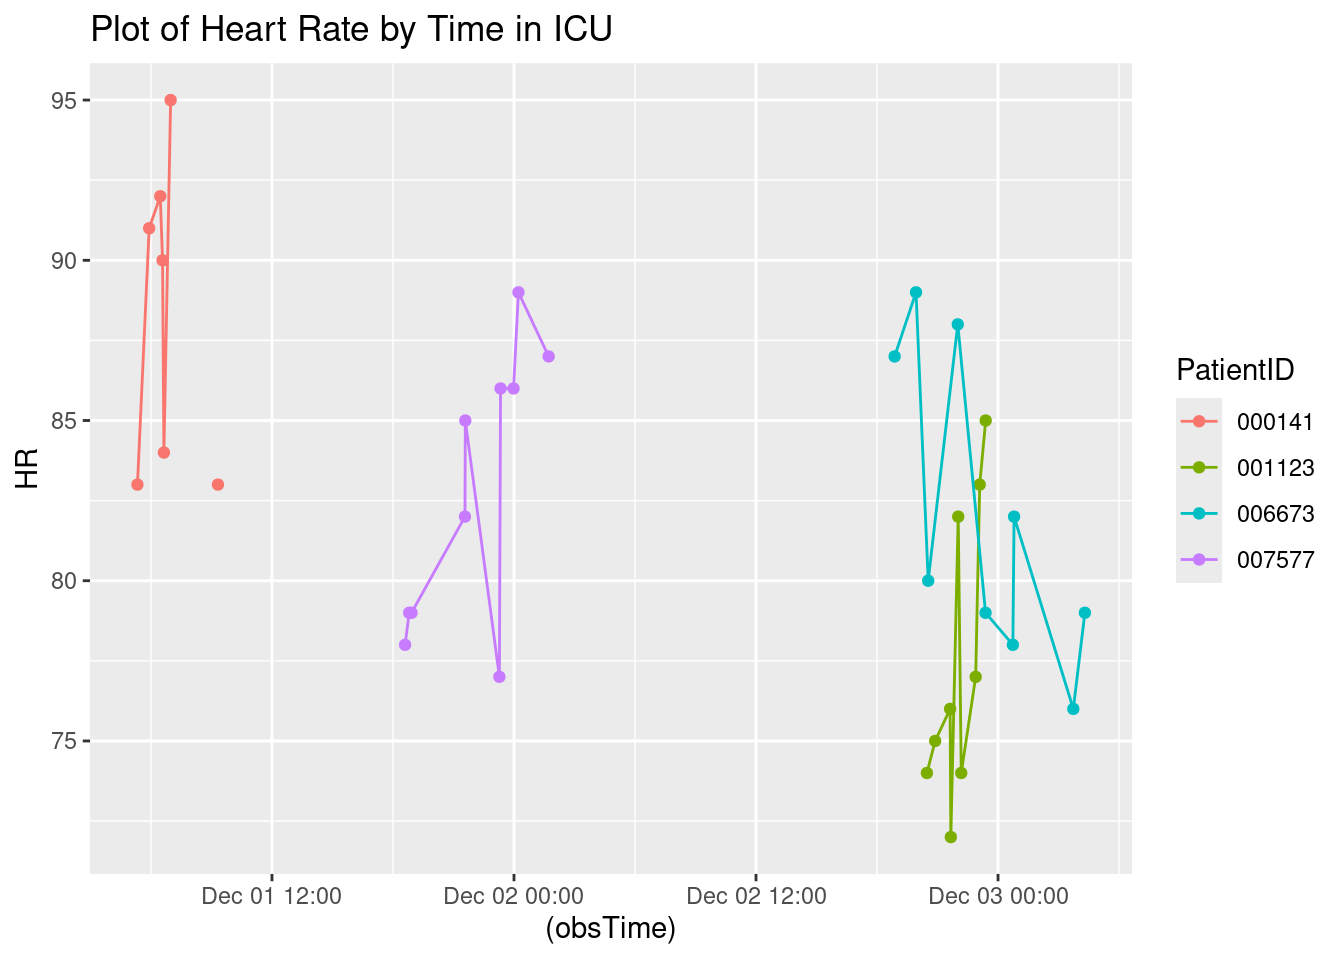 Plot of Heart Rate by Time in ICU
95
90
85
80
75
HR
Dec 01 12:00
Dec 02 00:00
Dec 02 12:00
Dec 03 00:00
(obsTime)
PatientID
000141
001123
006673
007577